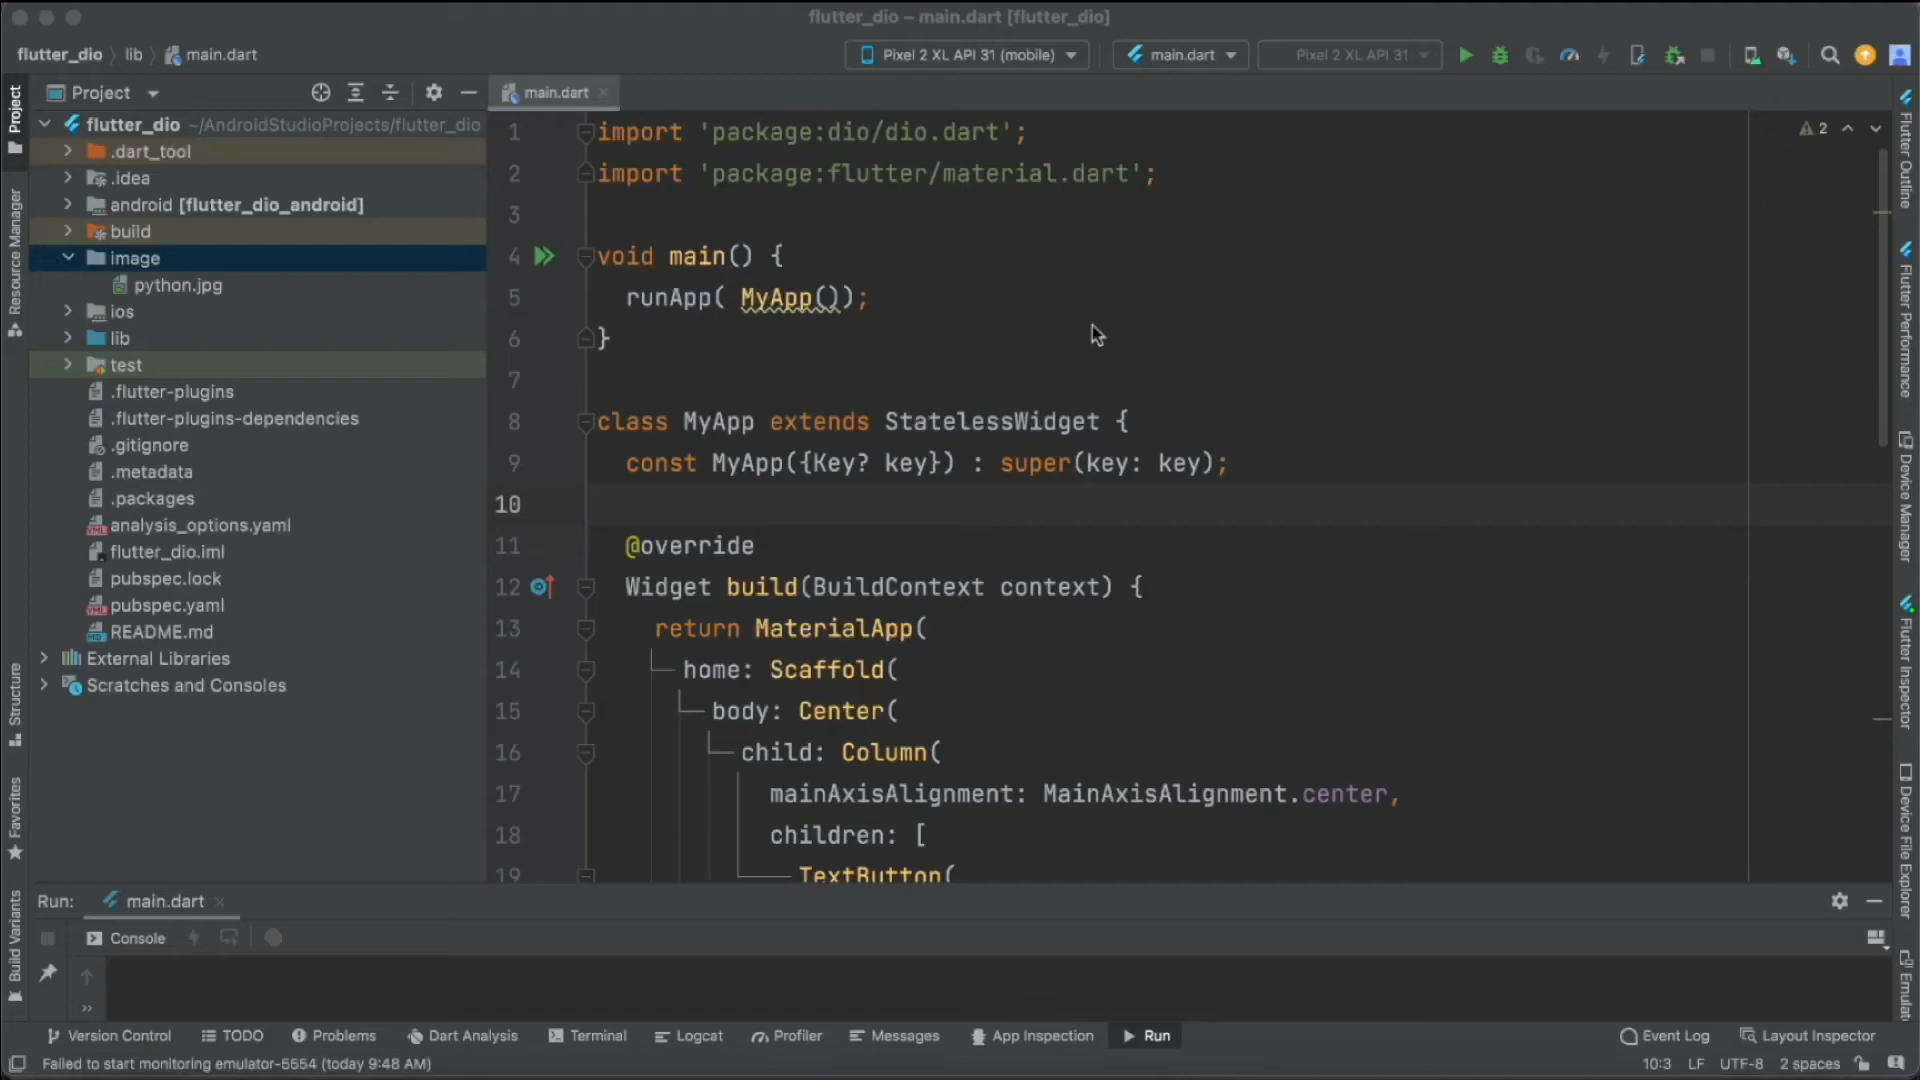 flutter_dio – main.dart [flutter_dio]
flutter_dio lib main.dart
Pixel 2 XL API 31 (mobile)
main.dart
Pixel 2 XL API 31
Project
main.dart
2
flutter_dio ~/AndroidStudioProjects/flutter_dio
.dart_tool
.idea
android [flutter_dio_android]
build
image
python.jpg
ios
lib
test
.flutter-plugins
.flutter-plugins-dependencies
.gitignore
.metadata
.packages
analysis_options.yaml
flutter_dio.iml
pubspec.lock
pubspec.yaml
README.md
External Libraries
Scratches and Consoles
1 import 'package:dio/dio.dart';
2 import 'package:flutter/material.dart';
3
4 void main() {
5 runApp( MyApp());
6 }
7
8 class MyApp extends StatelessWidget {
9 const MyApp({Key? key}) : super(key: key);
10
11 @override
12 Widget build(BuildContext context) {
13 return MaterialApp(
14 home: Scaffold(
15 body: Center(
16 child: Column(
17 mainAxisAlignment: MainAxisAlignment.center,
18 children: [
19 TextButton(
Project
Resource Manager
Structure
Favorites
Build Variants
Flutter Outline
Flutter Performance
Device Manager
Flutter Inspector
Device File Explorer
Run: main.dart
Console
Version Control TODO Problems Dart Analysis Terminal Logcat Profiler Messages App Inspection Run Event Log Layout Inspector
Failed to start monitoring emulator-5554 (today 9:48 AM) 10:3 LF UTF-8 2 spaces